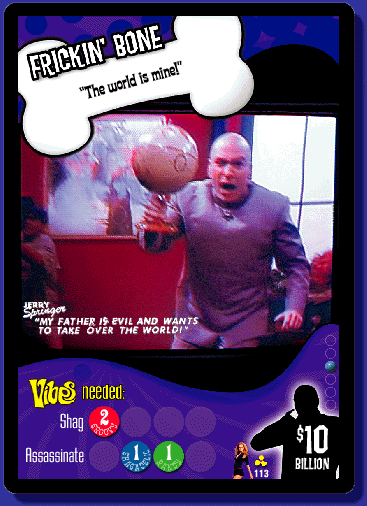 FRICKIN' BONE
"The world is mine!"
JERRY
Springer
"MY FATHER IS EVIL AND WANTS
TO TAKE OVER THE WORLD!"
Vibes needed:
Shag 2
Assassinate 1 1
$10
BILLION
113